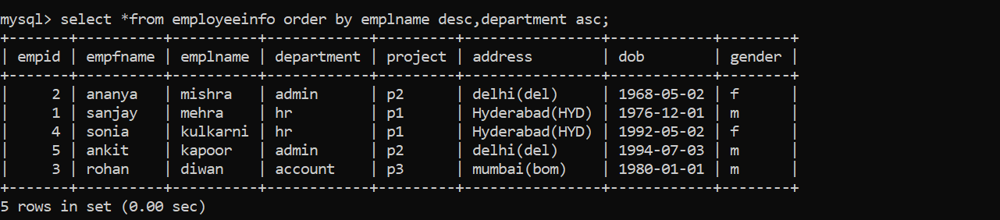 mysql> select *from employeeinfo order by emplname desc,department asc;
+-------+----------+----------+------------+---------+----------------+------------+--------+
| empid | empfname | emplname | department | project | address        | dob        | gender |
+-------+----------+----------+------------+---------+----------------+------------+--------+
|     2 | ananya   | mishra   | admin      | p2      | delhi(del)     | 1968-05-02 | f      |
|     1 | sanjay   | mehra    | hr         | p1      | Hyderabad(HYD) | 1976-12-01 | m      |
|     4 | sonia    | kulkarni | hr         | p1      | Hyderabad(HYD) | 1992-05-02 | f      |
|     5 | ankit    | kapoor   | admin      | p2      | delhi(del)     | 1994-07-03 | m      |
|     3 | rohan    | diwan    | account    | p3      | mumbai(bom)    | 1980-01-01 | m      |
+-------+----------+----------+------------+---------+----------------+------------+--------+
5 rows in set (0.00 sec)